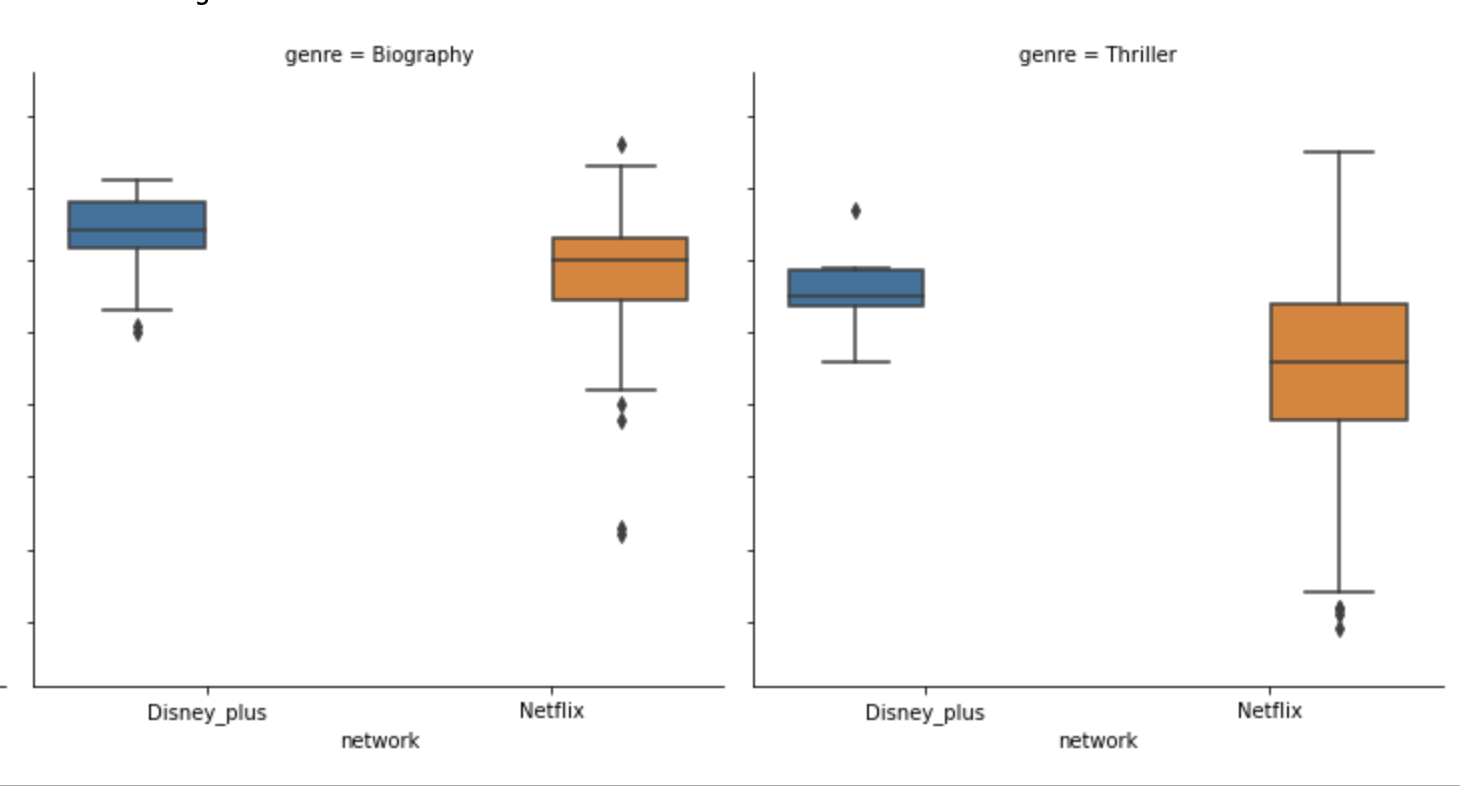 genre = Biography
genre = Thriller
Disney_plus
Netflix
Disney_plus
Netflix
network
network